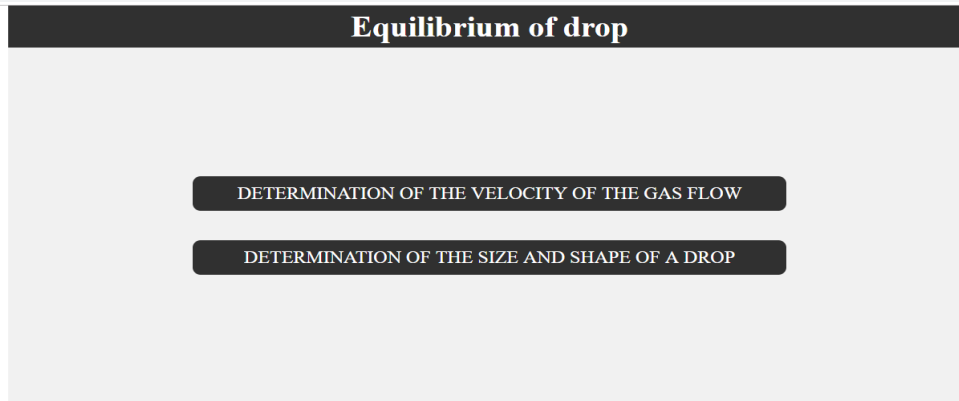 Equilibrium of drop
DETERMINATION OF THE VELOCITY OF THE GAS FLOW
DETERMINATION OF THE SIZE AND SHAPE OF A DROP